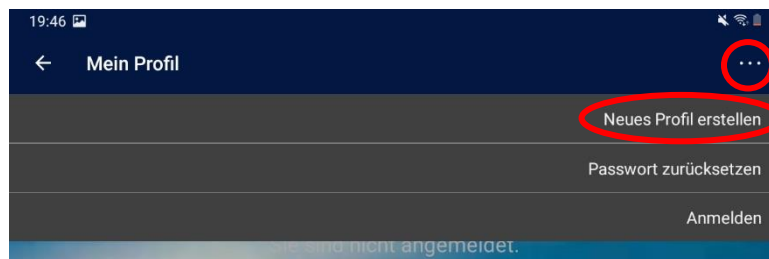 19:46
Mein Profil
Neues Profil erstellen
Passwort zurücksetzen
Anmelden
Sie sind nicht angemeldet.